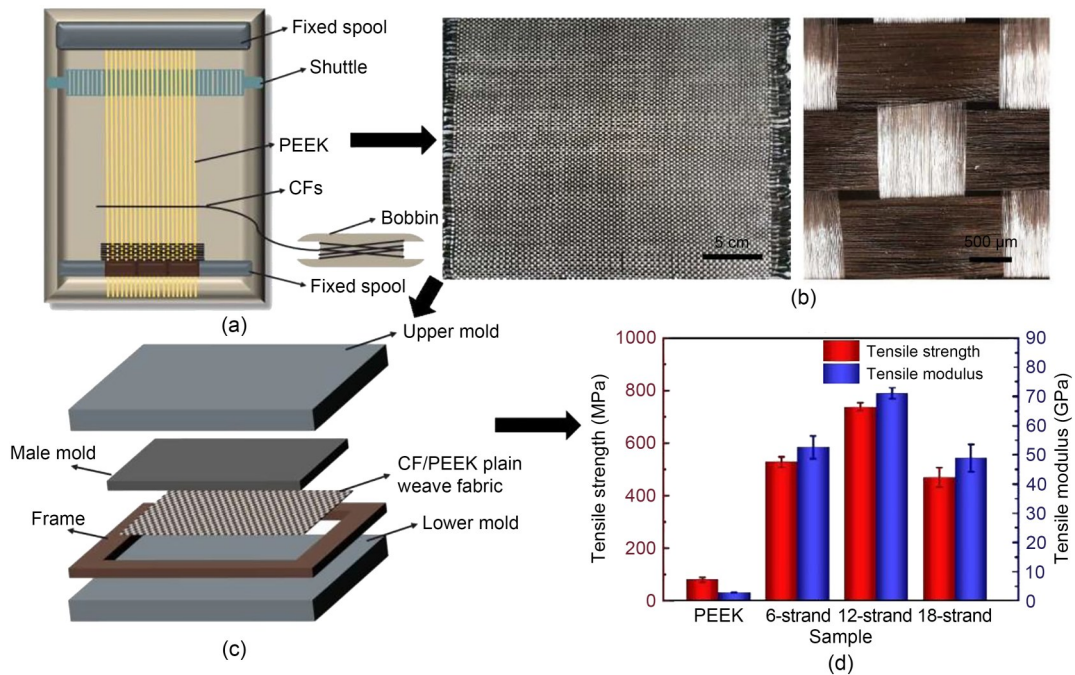 Fixed spool
Shuttle
PEEK
CFs
Bobbin
Fixed spool
(a)
5 cm
500 μm
(b)
Upper mold
Male mold
CF/PEEK plain
weave fabric
Frame
Lower mold
(c)
Tensile strength (MPa)
1000
800
600
400
200
0
Tensile strength
Tensile modulus
90
80
70
60
50
40
30
20
10
0
Tensile modulus (GPa)
PEEK 6-strand 12-strand 18-strand
Sample
(d)